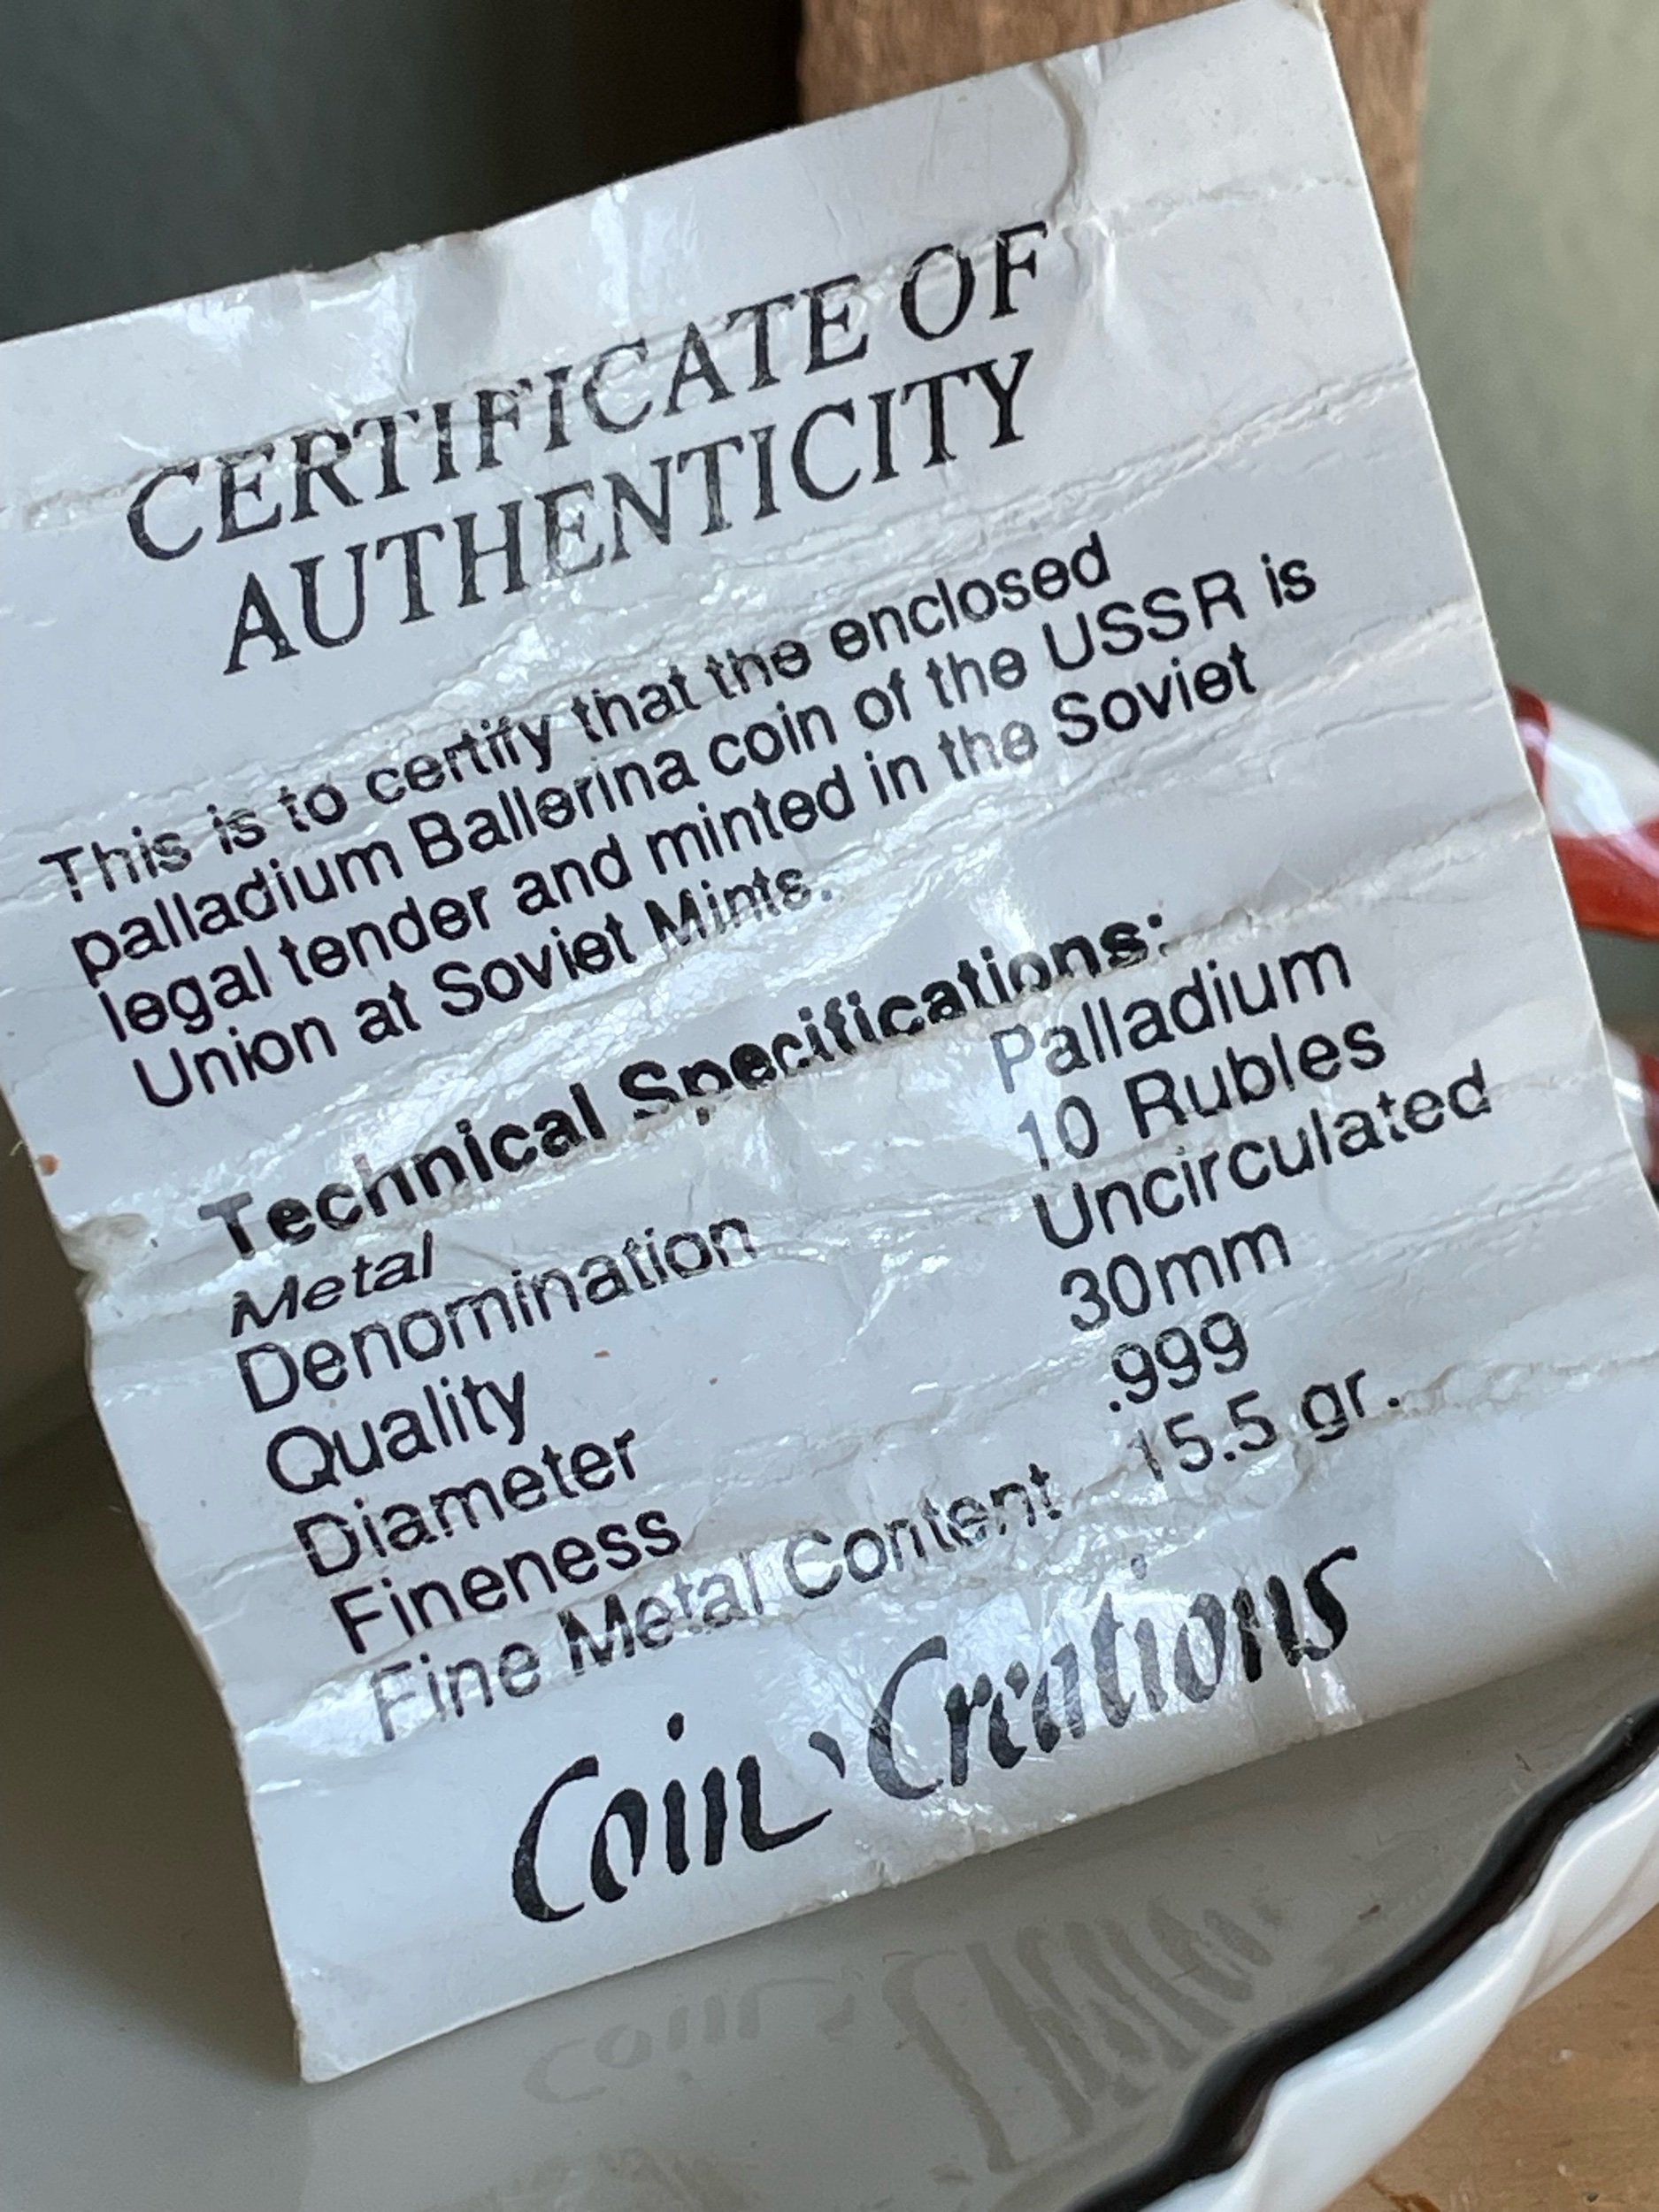 CERTIFICATE OF
AUTHENTICITY
This is to certify that the enclosed
palladium Ballerina coin of the USSR is
legal tender and minted in the Soviet
Union at Soviet Mints.
Technical Specifications:
Metal Palladium
Denomination 10 Rubles
Quality Uncirculated
Diameter 30mm
Fineness .999
Fine Metal Content 15.5 gr.
Coin Creations